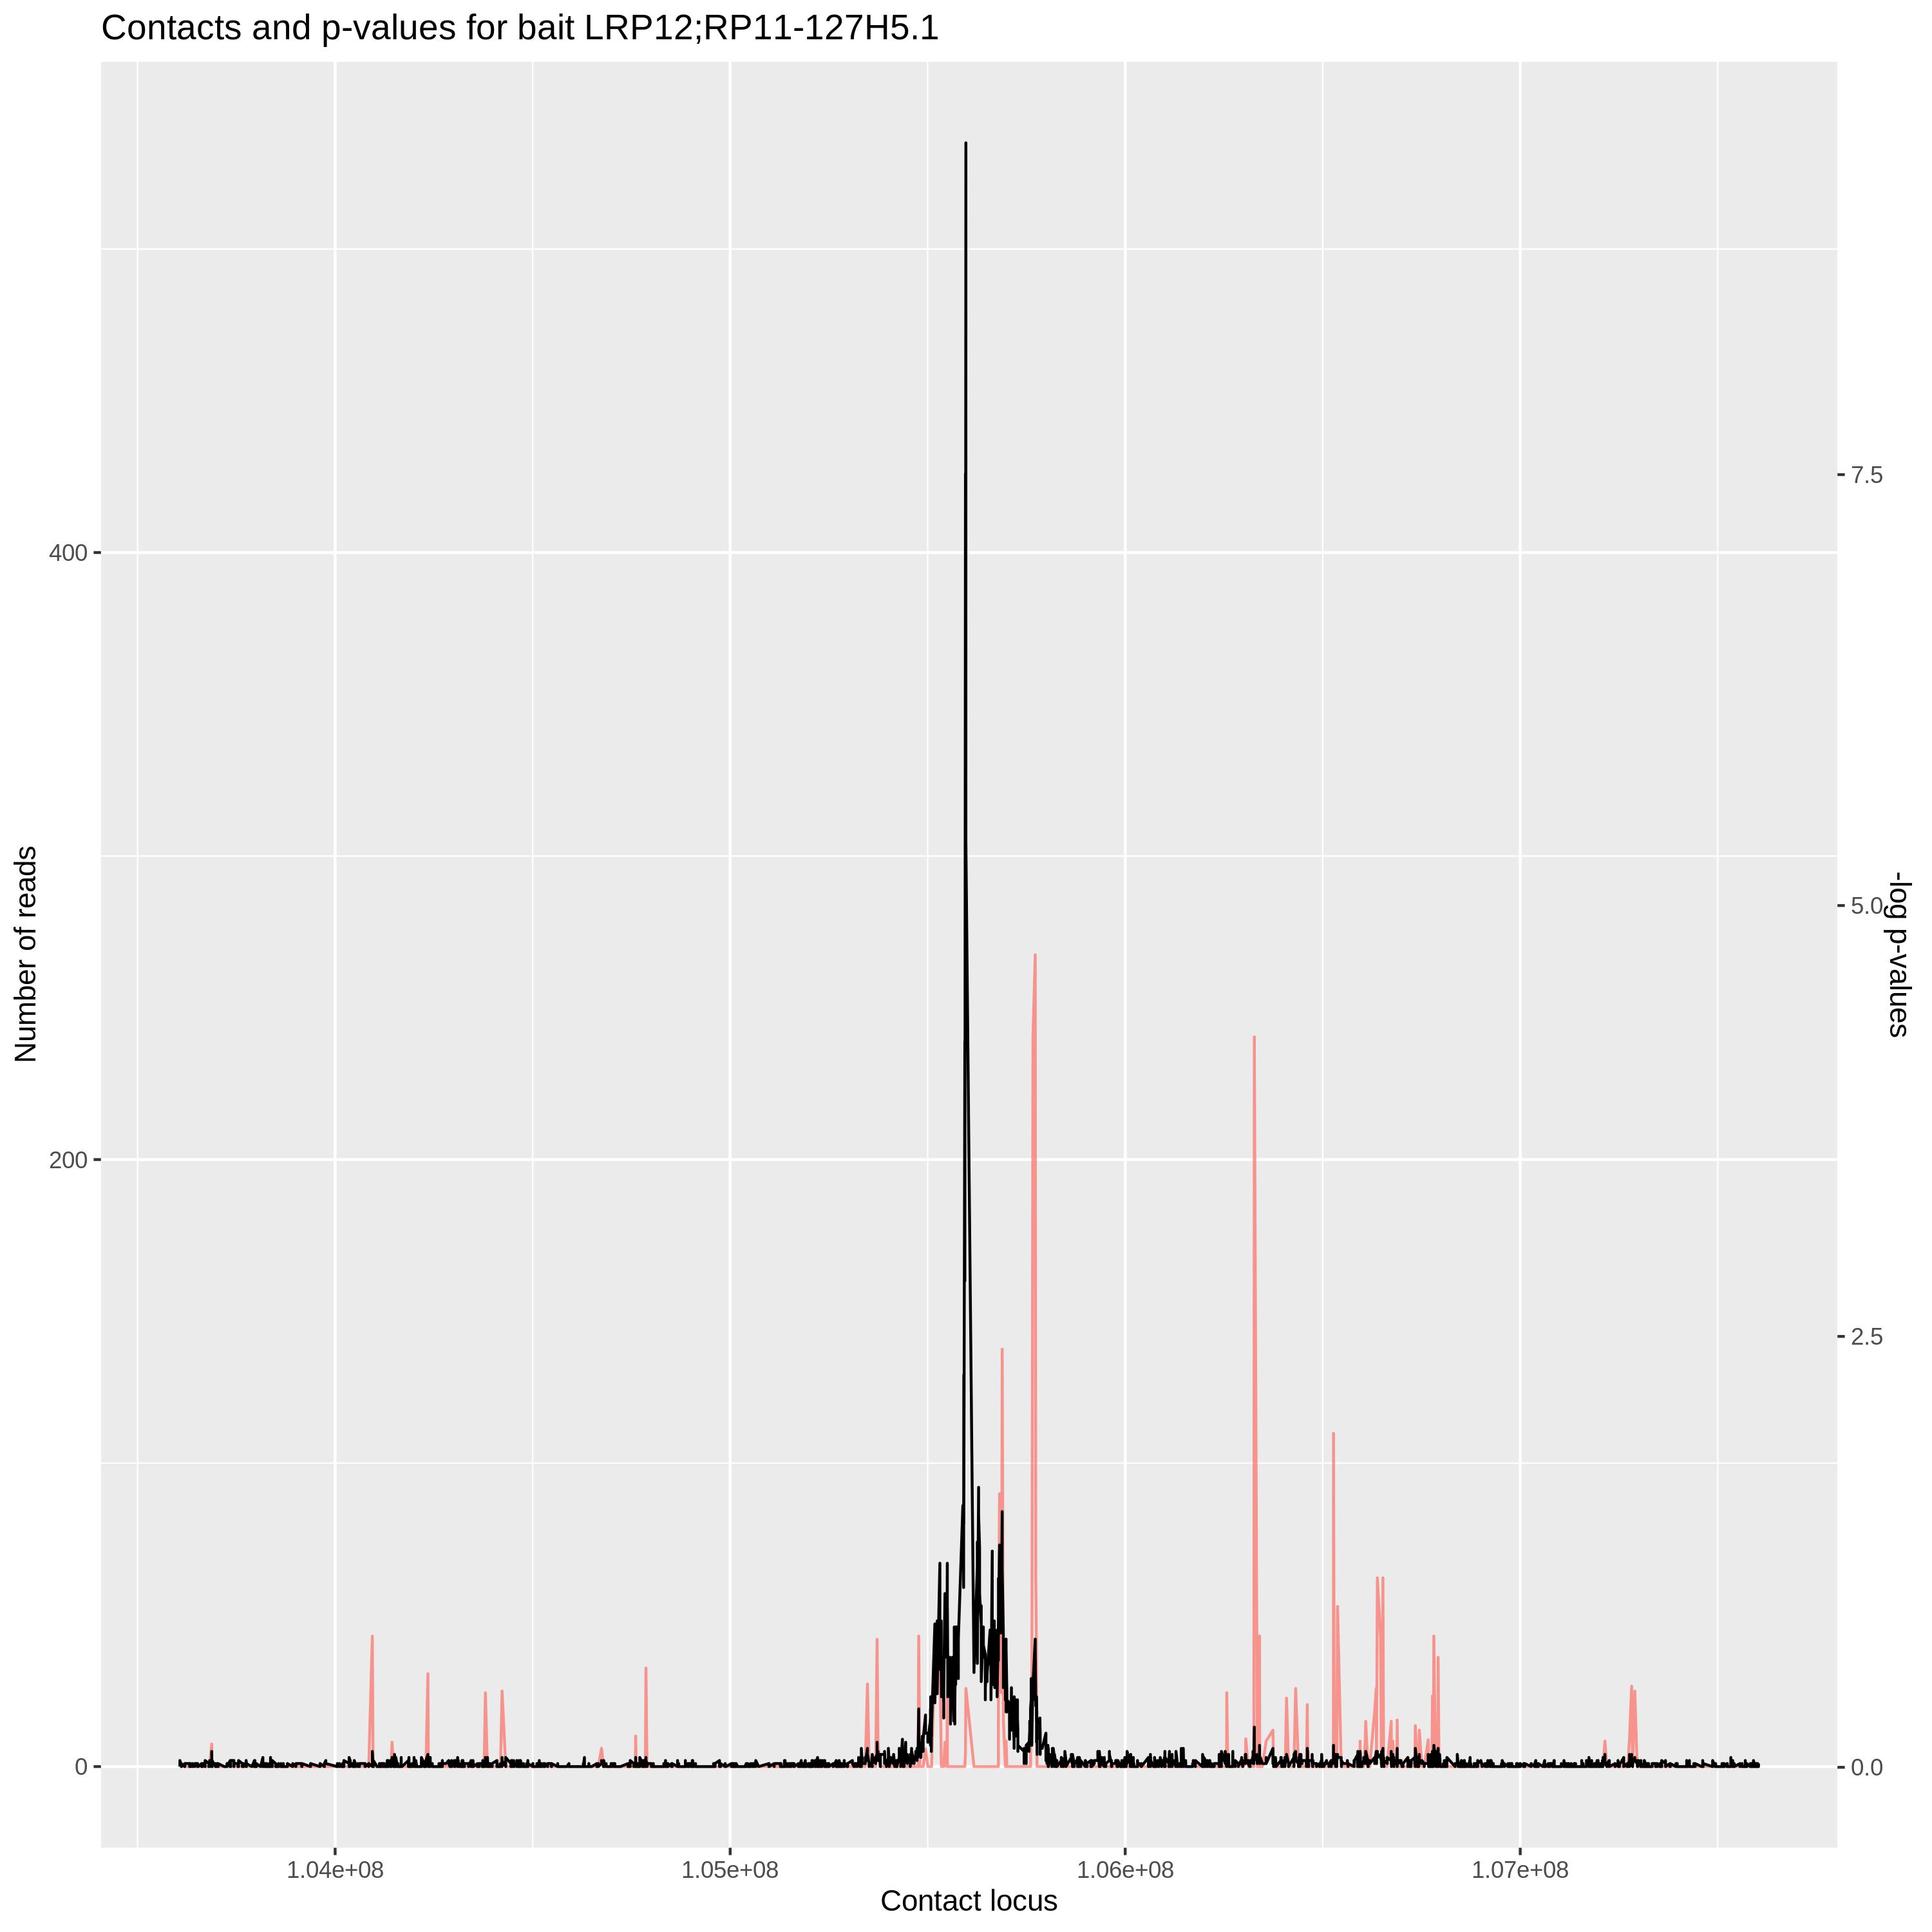 Contacts and p-values for bait LRP12;RP11-127H5.1
Number of reads
400
200
0
7.5
5.0
2.5
0.0
-log p-values
1.04e+08
1.05e+08
1.06e+08
1.07e+08
Contact locus